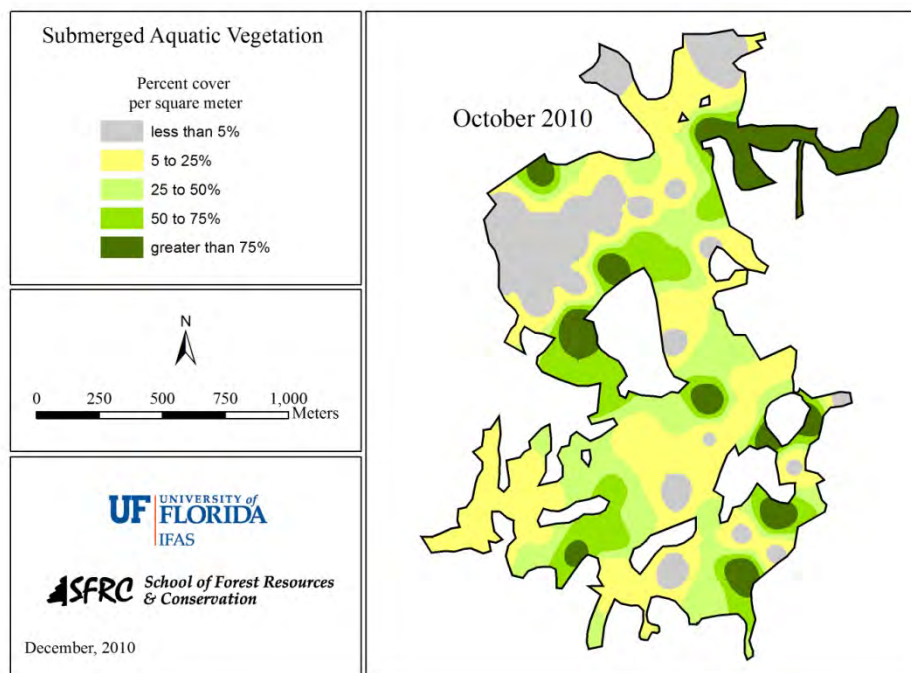 Submerged Aquatic Vegetation
Percent cover
per square meter
less than 5%
5 to 25%
25 to 50%
50 to 75%
greater than 75%
N
0 250 500 750 1,000
Meters
UF UNIVERSITY of
FLORIDA
IFAS
SFRC School of Forest Resources
& Conservation
December, 2010
October 2010